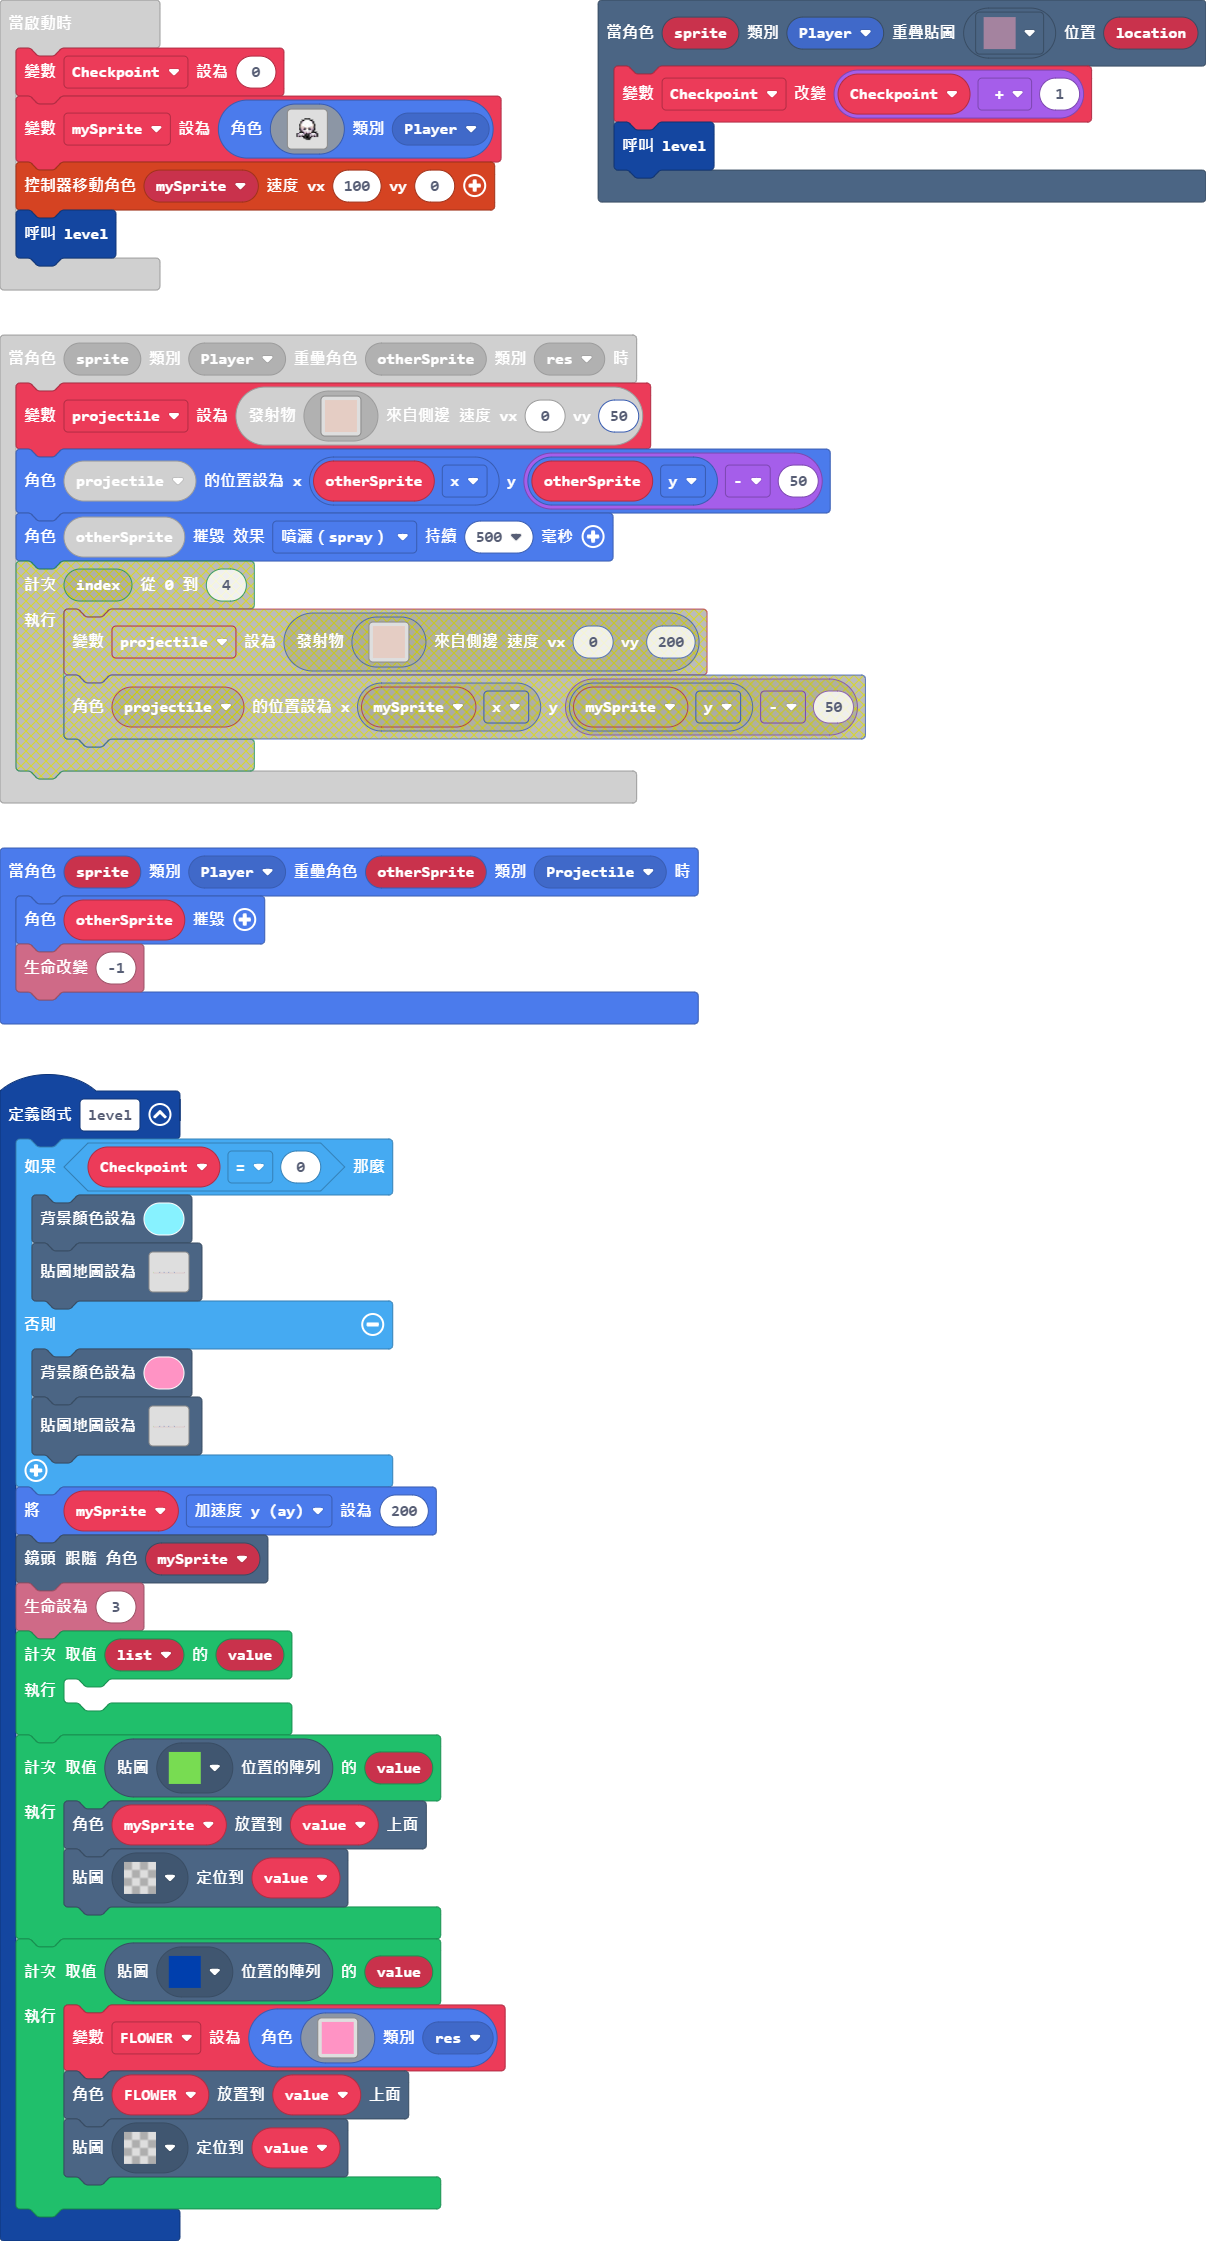 當啟動時
變數 Checkpoint 設為 0
變數 mySprite 設為 角色 類別 Player
控制器移動角色 mySprite 速度 vx 100 vy 0
呼叫 level
當角色 sprite 類別 Player 重疊貼圖 位置 location
變數 Checkpoint 改變 Checkpoint + 1
呼叫 level
當角色 sprite 類別 Player 重疊角色 otherSprite 類別 res 時
變數 projectile 設為 發射物 來自側邊 速度 vx 0 vy 50
角色 projectile 的位置設為 x otherSprite x y otherSprite y - 50
角色 otherSprite 摧毀 效果 噴灑 ( spray ) 持續 500 毫秒
計次 index 從 0 到 4
執行
變數 projectile 設為 發射物 來自側邊 速度 vx 0 vy 200
角色 projectile 的位置設為 x mySprite x y mySprite y - 50
當角色 sprite 類別 Player 重疊角色 otherSprite 類別 Projectile 時
角色 otherSprite 摧毀
生命改變 -1
定義函式 level
如果 Checkpoint = 0 那麼
背景顏色設為
貼圖地圖設為
否則
背景顏色設為
貼圖地圖設為
將 mySprite 加速度 y (ay) 設為 200
鏡頭 跟隨 角色 mySprite
生命設為 3
計次 取值 list 的 value
執行
計次 取值 貼圖 位置的陣列 的 value
執行
角色 mySprite 放置到 value 上面
貼圖 定位到 value
計次 取值 貼圖 位置的陣列 的 value
執行
變數 FLOWER 設為 角色 類別 res
角色 FLOWER 放置到 value 上面
貼圖 定位到 value